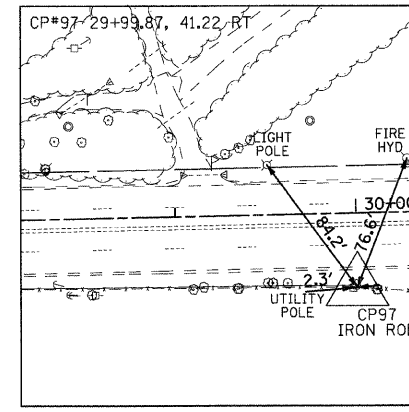 CP#97 29+99.87, 41.22 RT
LIGHT
POLE
FIRE
HYD
30+00
84.2'
76.6'
2.3'
UTILITY
POLE
CP97
IRON ROD